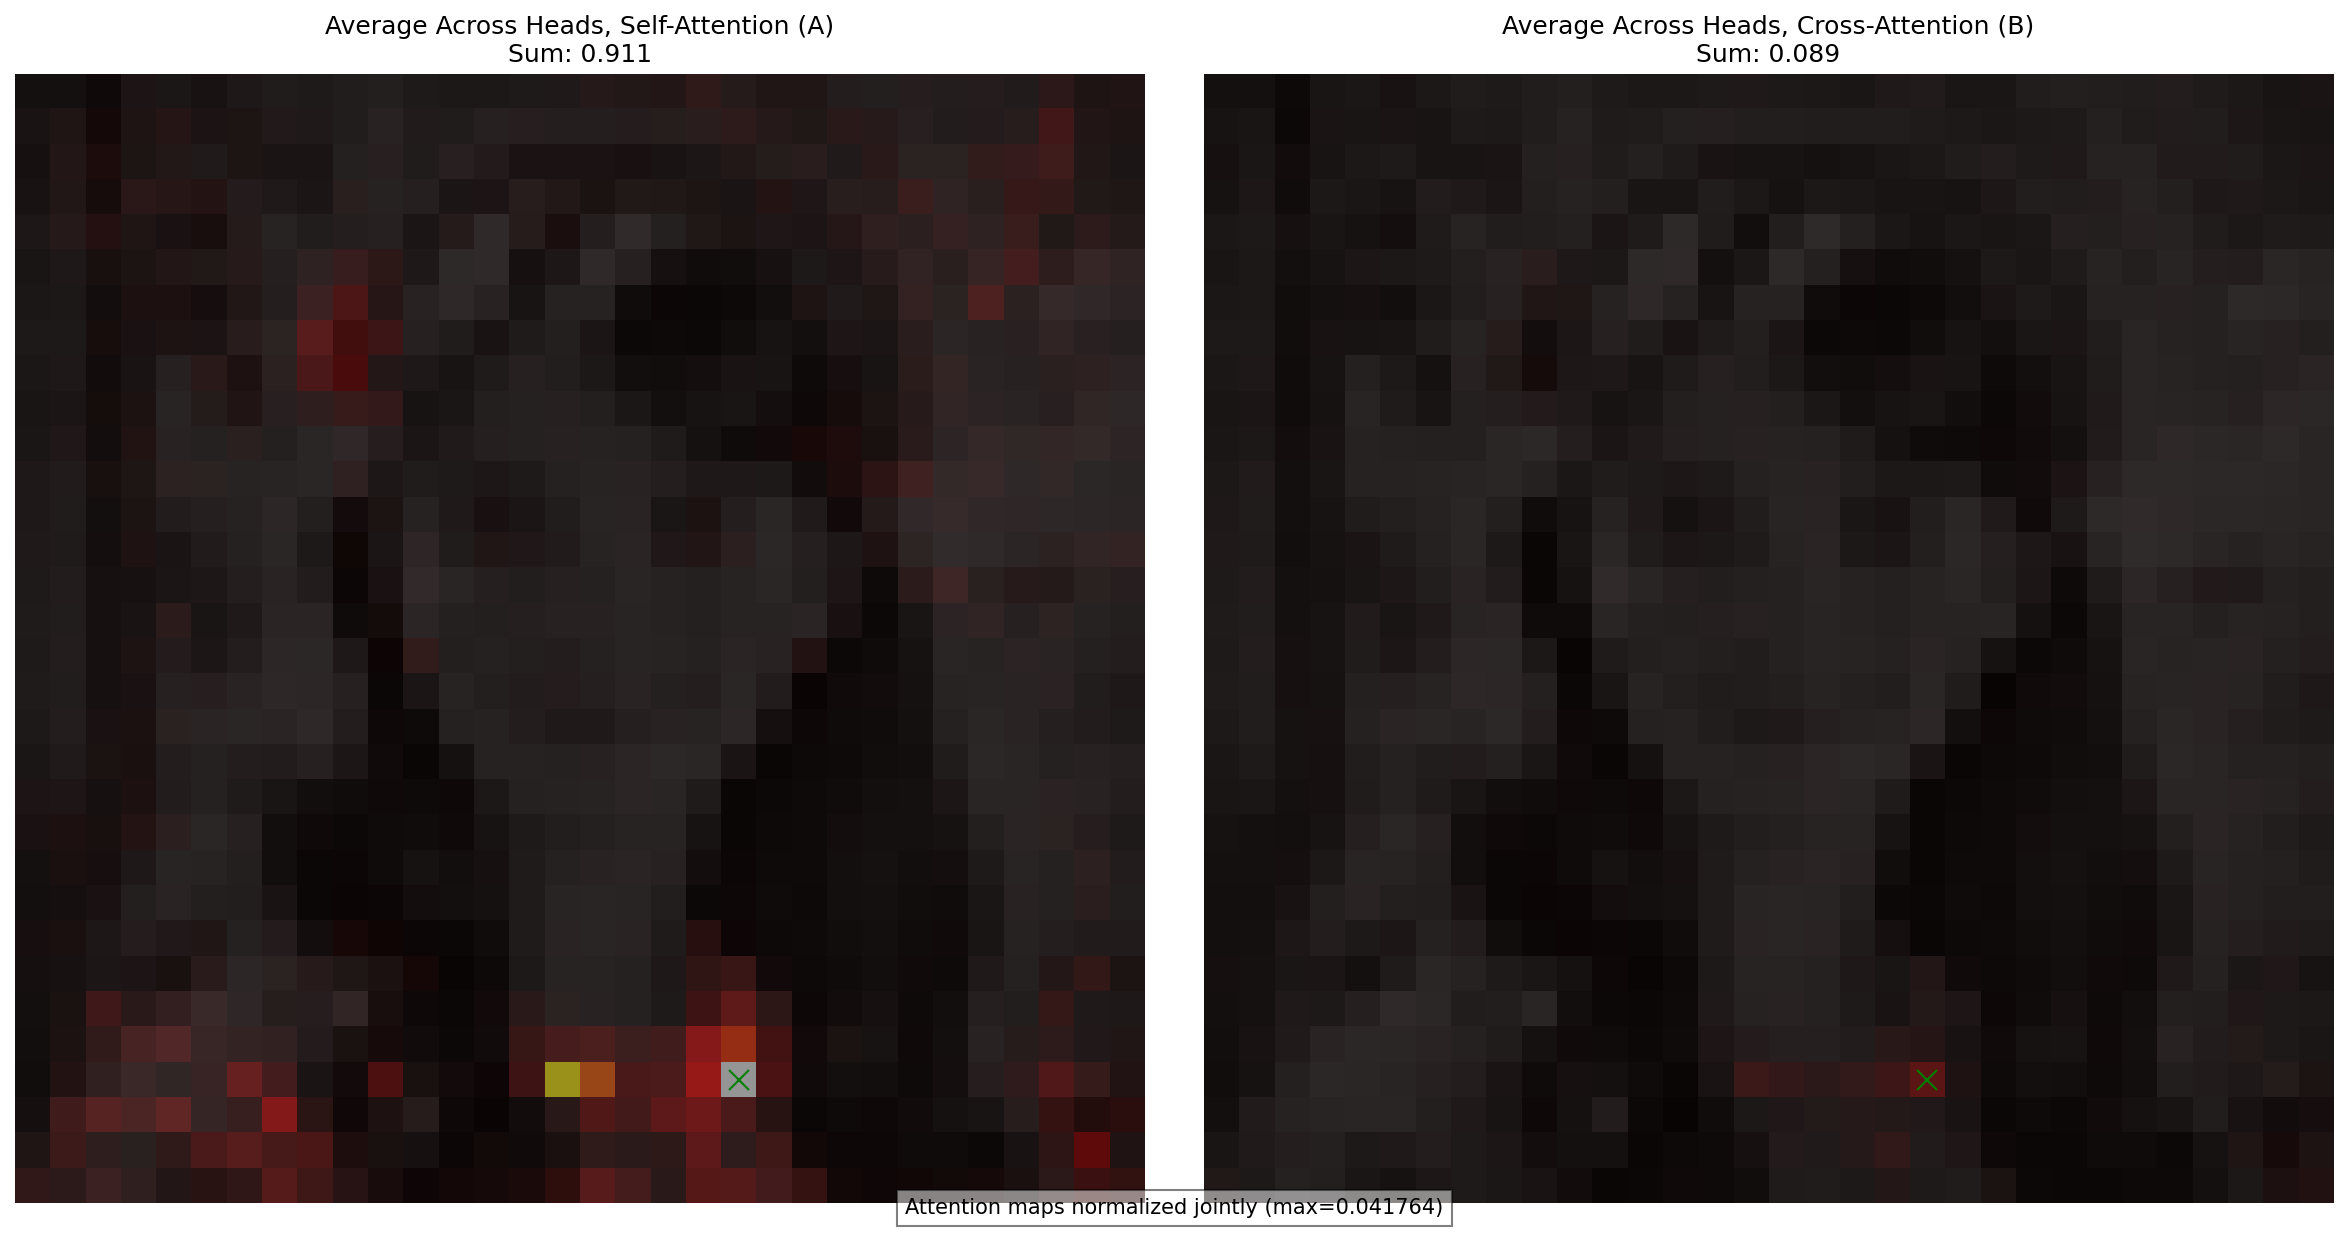 Average Across Heads, Self-Attention (A)
Sum: 0.911
Average Across Heads, Cross-Attention (B)
Sum: 0.089
Attention maps normalized jointly (max=0.041764)